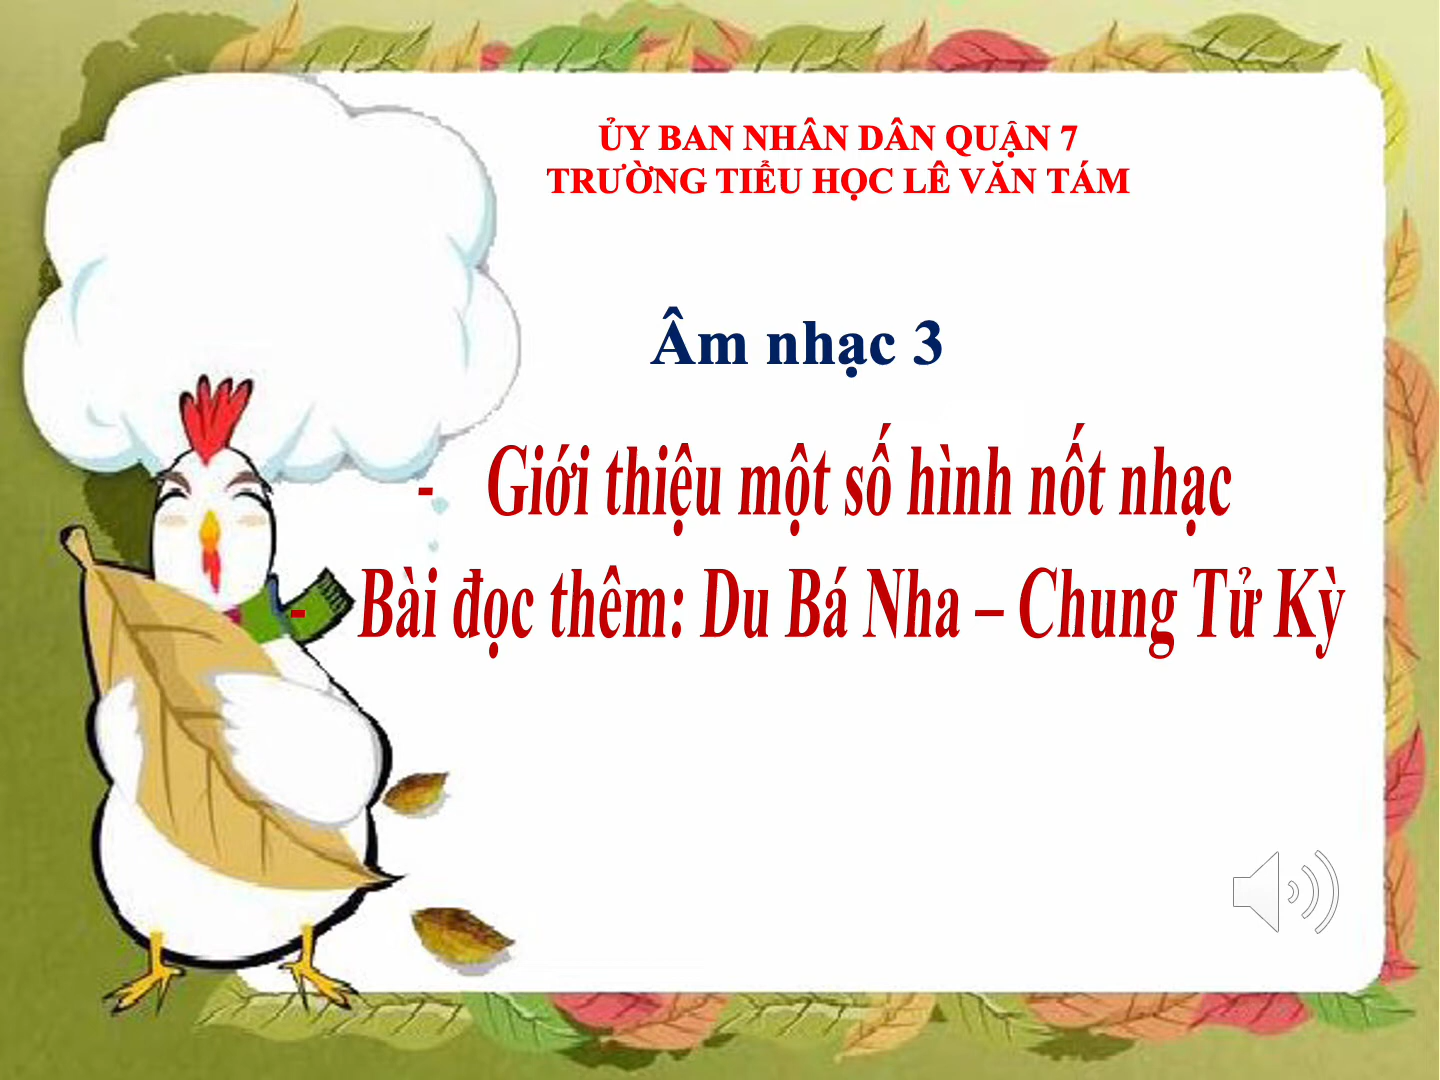 ỦY BAN NHÂN DÂN QUẬN 7
TRƯỜNG TIỂU HỌC LÊ VĂN TÁM
Âm nhạc 3
- Giới thiệu một số hình nốt nhạc
- Bài đọc thêm: Du Bá Nha – Chung Tử Kỳ